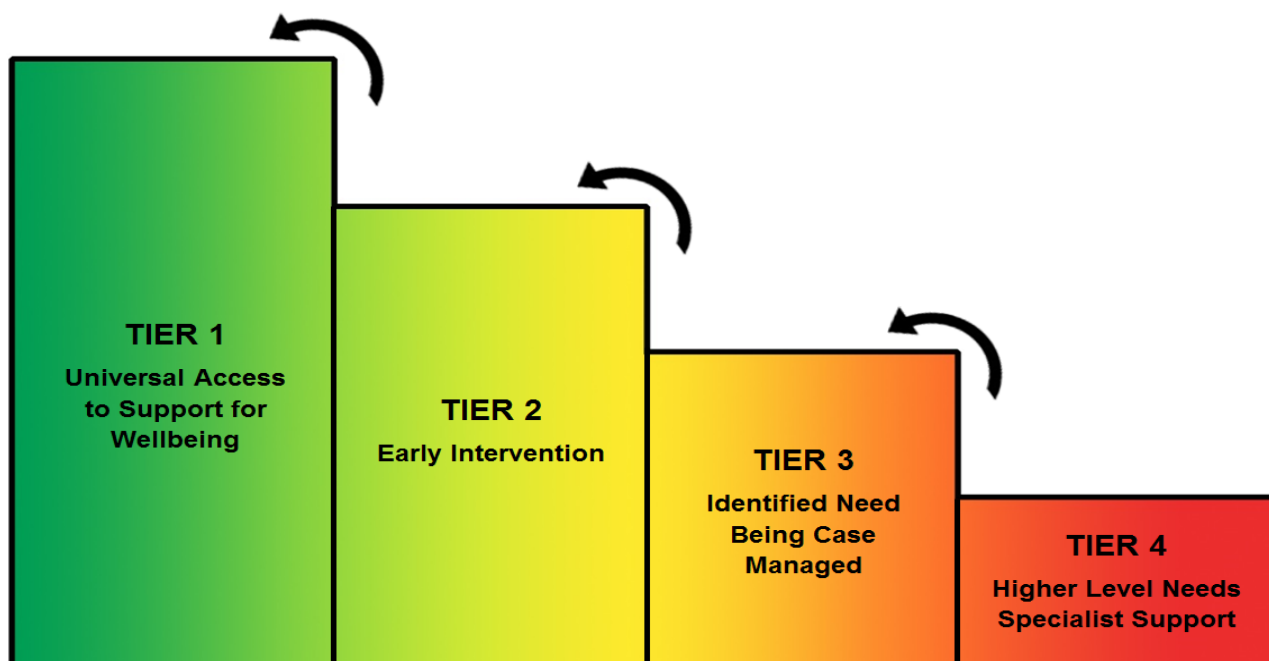 TIER 1
Universal Access
to Support for
Wellbeing
TIER 2
Early Intervention
TIER 3
Identified Need
Being Case
Managed
TIER 4
Higher Level Needs
Specialist Support